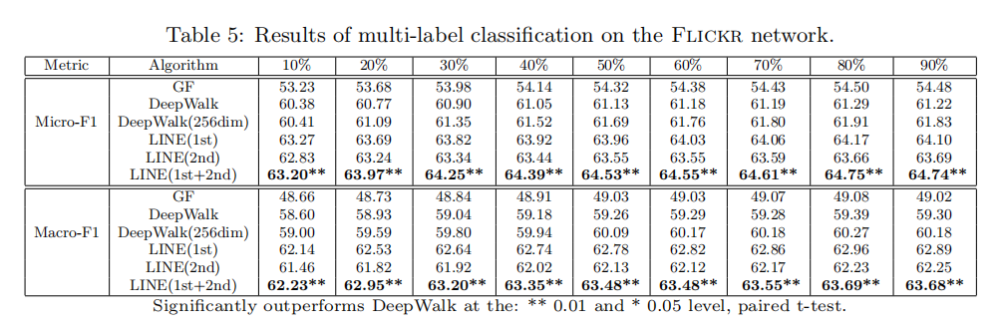 Table 5: Results of multi-label classification on the FLICKR network.
Metric Algorithm 10% 20% 30% 40% 50% 60% 70% 80% 90%
GF 53.23 53.68 53.98 54.14 54.32 54.38 54.43 54.50 54.48
DeepWalk 60.38 60.77 60.90 61.05 61.13 61.18 61.19 61.29 61.22
Micro-F1 DeepWalk(256dim) 60.41 61.09 61.35 61.52 61.69 61.76 61.80 61.91 61.83
LINE(1st) 63.27 63.69 63.82 63.92 63.96 64.03 64.06 64.17 64.10
LINE(2nd) 62.83 63.24 63.34 63.44 63.55 63.55 63.59 63.66 63.69
LINE(1st+2nd) 63.20** 63.97** 64.25** 64.39** 64.53** 64.55** 64.61** 64.75** 64.74**
GF 48.66 48.73 48.84 48.91 49.03 49.03 49.07 49.08 49.02
DeepWalk 58.60 58.93 59.04 59.18 59.26 59.29 59.28 59.39 59.30
Macro-F1 DeepWalk(256dim) 59.00 59.59 59.80 59.94 60.09 60.17 60.18 60.27 60.18
LINE(1st) 62.14 62.53 62.64 62.74 62.78 62.82 62.86 62.96 62.89
LINE(2nd) 61.46 61.82 61.92 62.02 62.13 62.12 62.17 62.23 62.25
LINE(1st+2nd) 62.23** 62.95** 63.20** 63.35** 63.48** 63.48** 63.55** 63.69** 63.68**
Significantly outperforms DeepWalk at the: ** 0.01 and * 0.05 level, paired t-test.